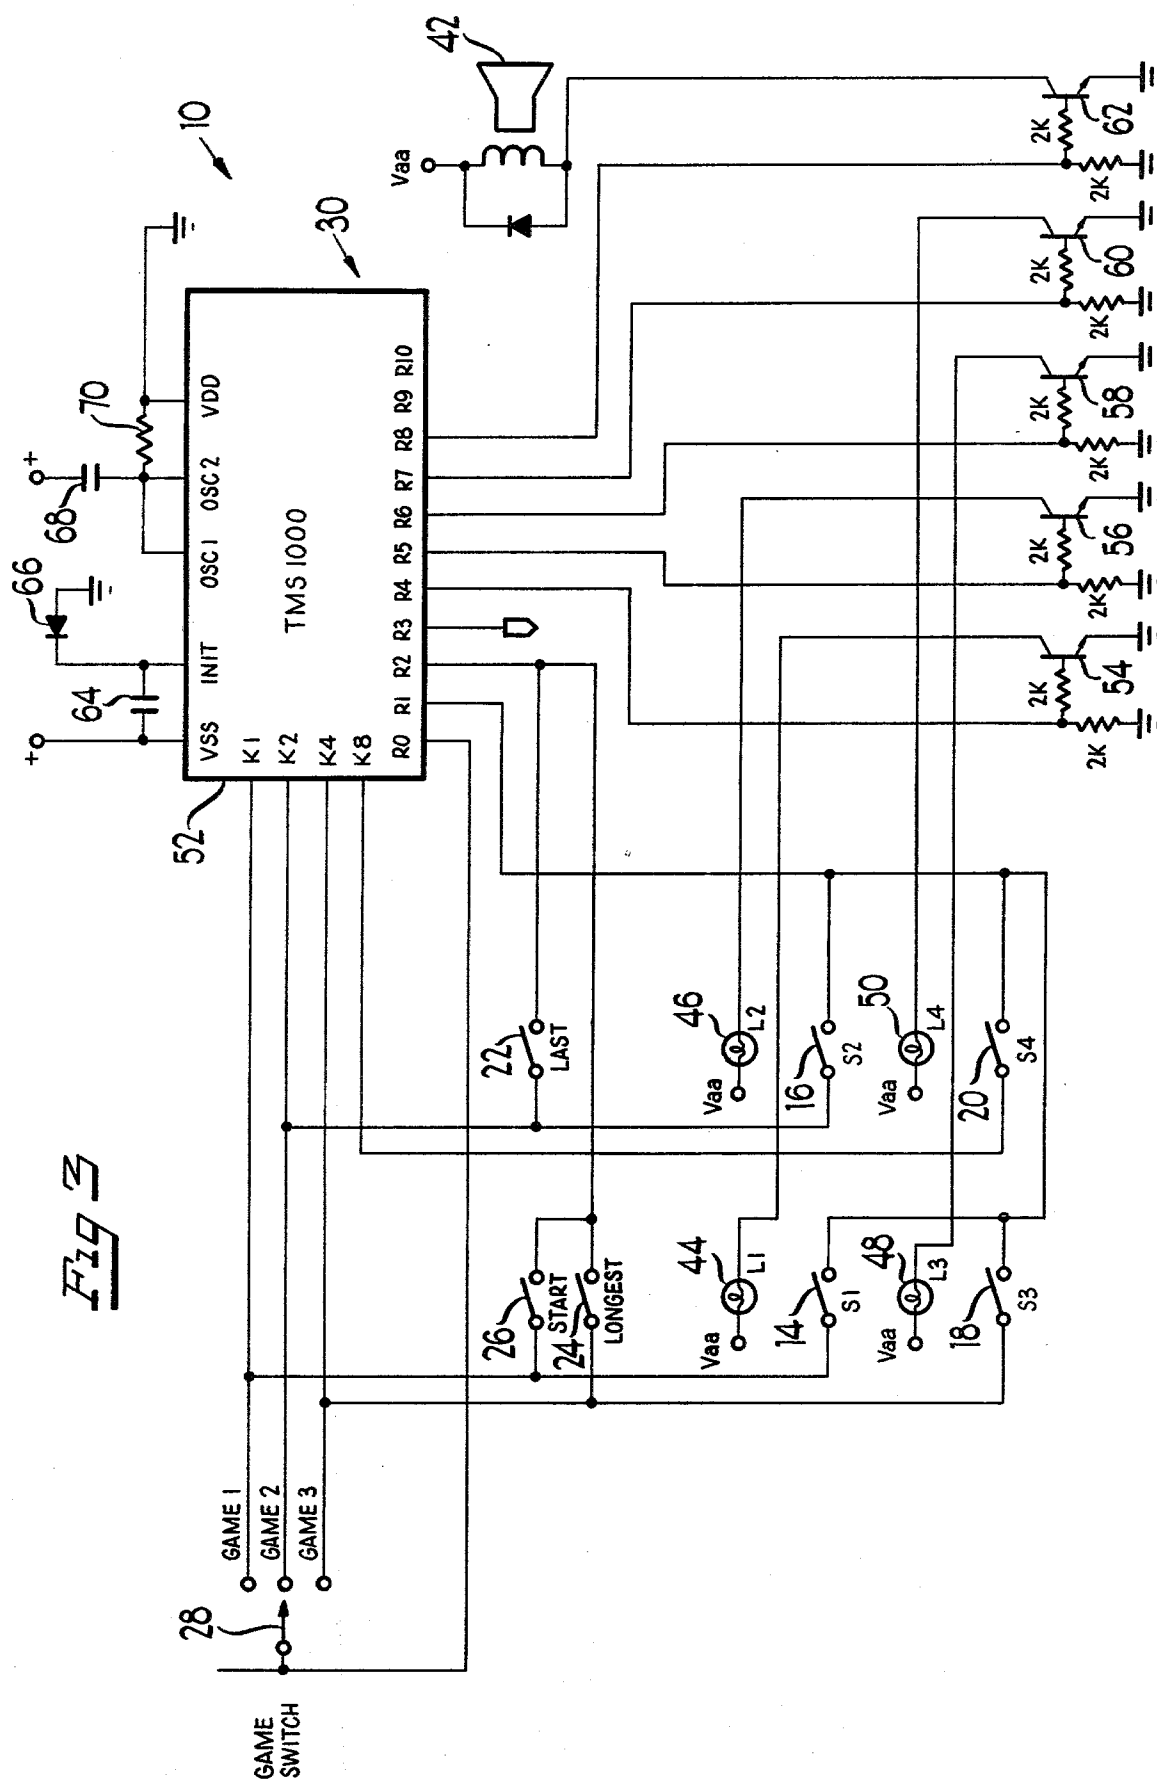 Fig 3
10
+
+
64
66
68
70
52
VSS
INIT
OSC 1
OSC 2
VDD
30
K1
K2
K4
K8
TMS 1000
R0
R1
R2
R3
R4
R5
R6
R7
R8
R9
R10
GAME
SWITCH
28
GAME 1
GAME 2
GAME 3
26
START
24
LONGEST
22
LAST
Vaa
42
44
Vaa
L1
46
Vaa
L2
14
S1
16
S2
48
Vaa
L3
50
Vaa
L4
18
S3
20
S4
2K
2K
54
2K
2K
56
2K
2K
58
2K
2K
60
2K
2K
62